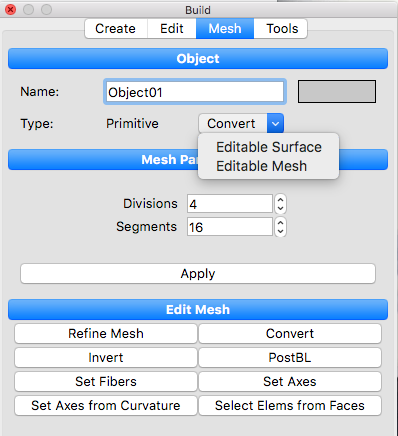 Build
Create Edit Mesh Tools
Object
Name: Object01
Type: Primitive Convert
Editable Surface
Editable Mesh
Mesh Par
Divisions 4
Segments 16
Apply
Edit Mesh
Refine Mesh Convert
Invert PostBL
Set Fibers Set Axes
Set Axes from Curvature Select Elems from Faces